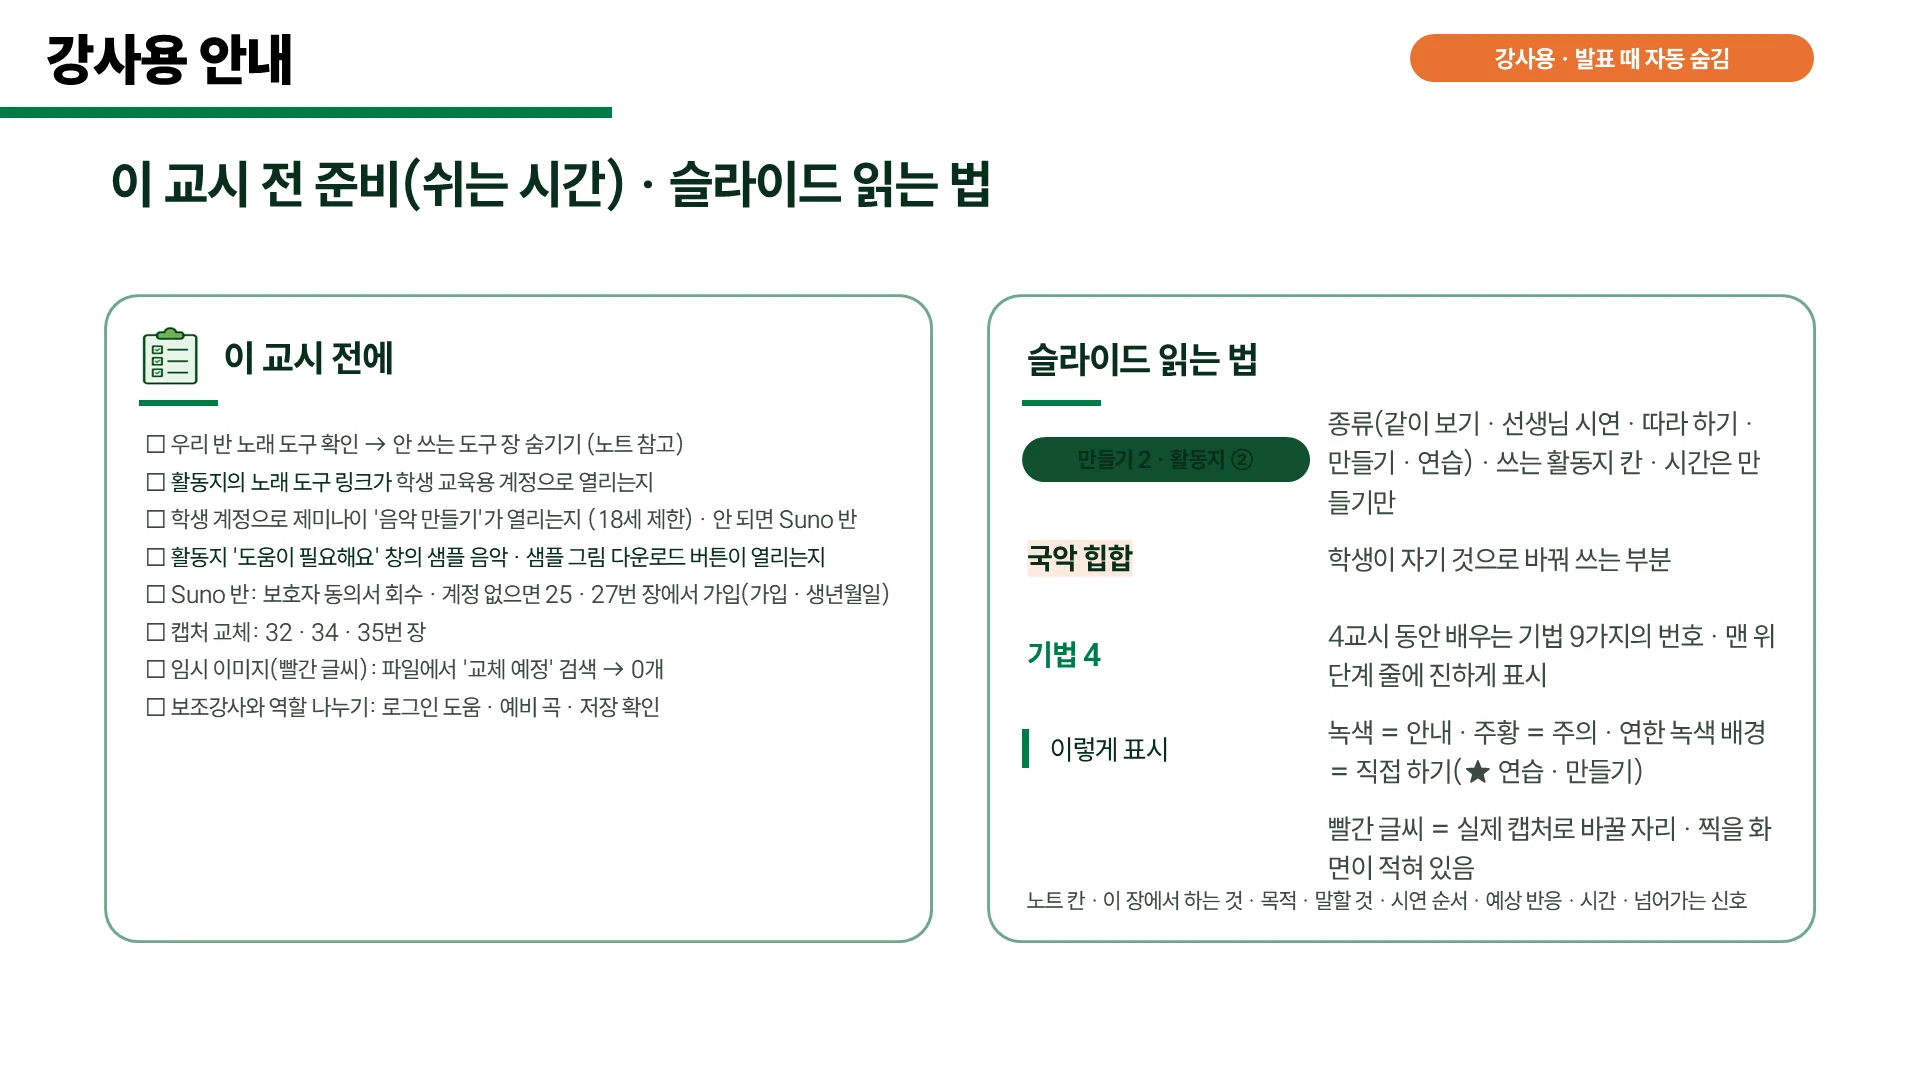 강사용 안내
강사용 · 발표 때 자동 숨김
이 교시 전 준비(쉬는 시간) · 슬라이드 읽는 법
이 교시 전에
☐ 우리 반 노래 도구 확인 → 안 쓰는 도구 장 숨기기 (노트 참고)
☐ 활동지의 노래 도구 링크가 학생 교육용 계정으로 열리는지
☐ 학생 계정으로 제미나이 '음악 만들기'가 열리는지 (18세 제한) · 안 되면 Suno 반
☐ 활동지 '도움이 필요해요' 창의 샘플 음악 · 샘플 그림 다운로드 버튼이 열리는지
☐ Suno 반: 보호자 동의서 회수 · 계정 없으면 25 · 27번 장에서 가입(가입 · 생년월일)
☐ 캡처 교체: 32 · 34 · 35번 장
☐ 임시 이미지(빨간 글씨): 파일에서 '교체 예정' 검색 → 0개
☐ 보조강사와 역할 나누기: 로그인 도움 · 예비 곡 · 저장 확인
슬라이드 읽는 법
만들기 2 · 활동지 ②
종류(같이 보기 · 선생님 시연 · 따라 하기 ·
만들기 · 연습) · 쓰는 활동지 칸 · 시간은 만
들기만
국악 힙합
학생이 자기 것으로 바꿔 쓰는 부분
기법 4
4교시 동안 배우는 기법 9가지의 번호 · 맨 위
단계 줄에 진하게 표시
이렇게 표시
녹색 = 안내 · 주황 = 주의 · 연한 녹색 배경
= 직접 하기(★ 연습 · 만들기)
빨간 글씨 = 실제 캡처로 바꿀 자리 · 찍을 화
면이 적혀 있음
노트 칸 · 이 장에서 하는 것 · 목적 · 말할 것 · 시연 순서 · 예상 반응 · 시간 · 넘어가는 신호